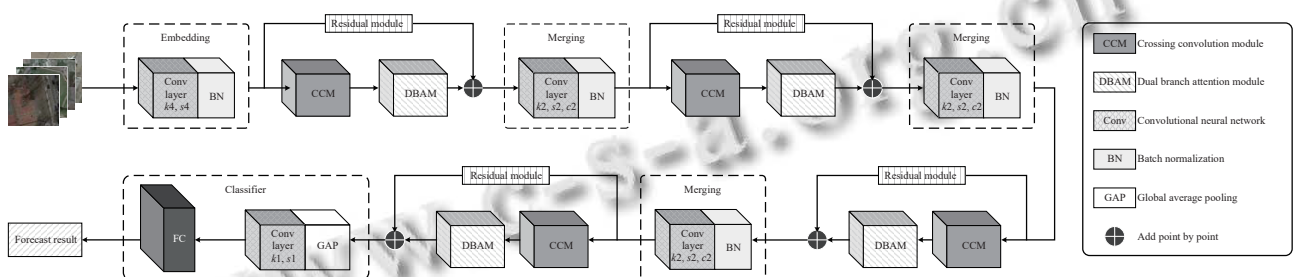 Embedding
Conv
layer
k4, s4
BN
Residual module
CCM
DBAM
Merging
Conv
layer
k2, s2, c2
BN
Residual module
CCM
DBAM
Merging
Conv
layer
k2, s2, c2
BN
Residual module
CCM
DBAM
Merging
Conv
layer
k2, s2, c2
BN
Residual module
CCM
DBAM
Classifier
GAP
Conv
layer
k1, s1
FC
Forecast result
CCM Crossing convolution module
DBAM Dual branch attention module
Conv Convolutional neural network
BN Batch normalization
GAP Global average pooling
Add point by point
www.c-s-a.org.cn